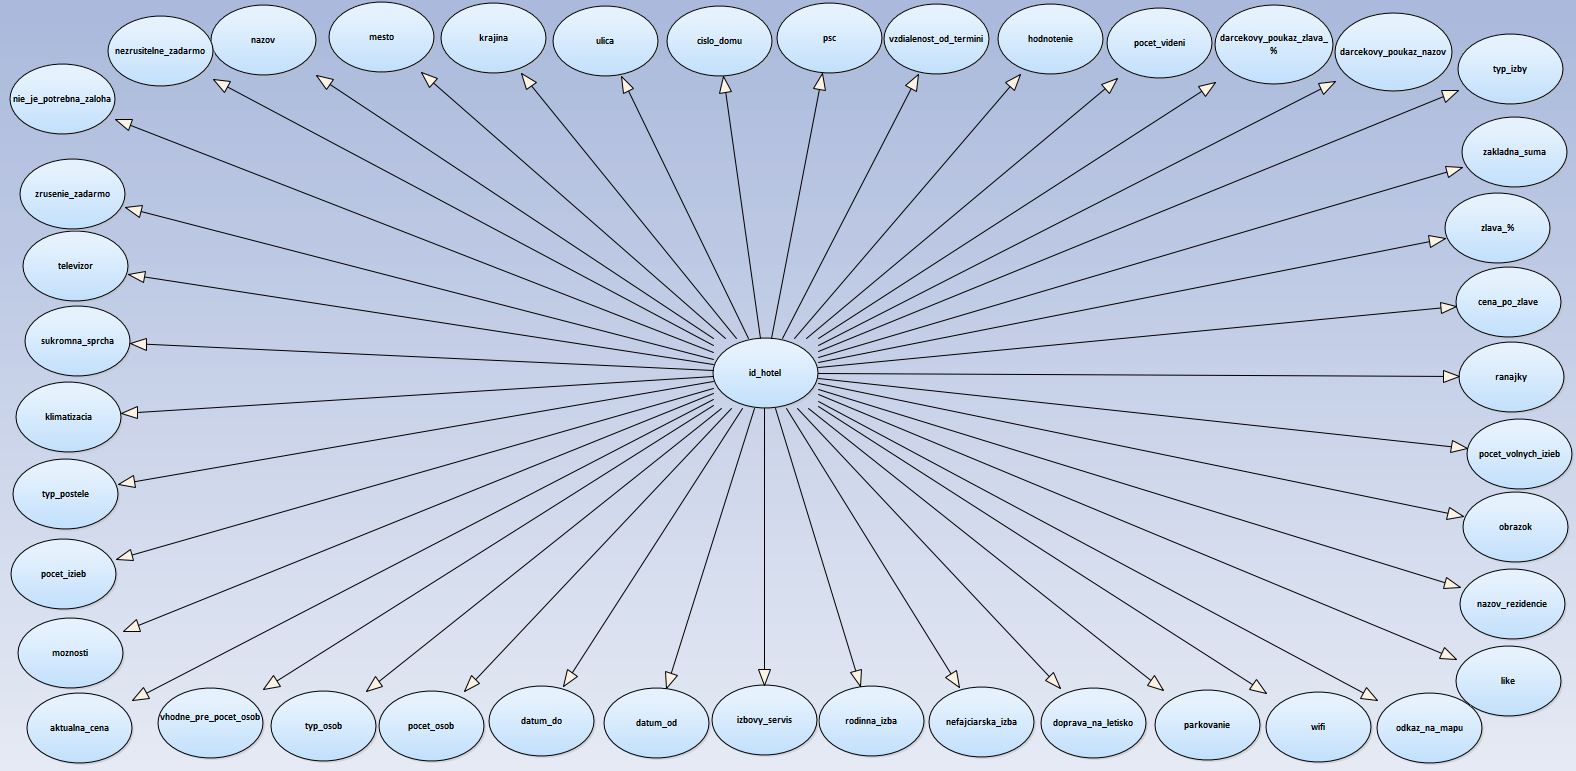 nezrusitelne_zadarmo
nazov
mesto
krajina
ulica
cislo_domu
psc
vzdialenost_od_termini
hodnotenie
pocet_videni
darcekovy_poukaz_zlava_
%
darcekovy_poukaz_nazov
typ_izby
nie_je_potrebna_zaloha
zakladna_suma
zrusenie_zadarmo
zlava_%
televizor
cena_po_zlave
sukromna_sprcha
id_hotel
ranajky
klimatizacia
pocet_volnych_izieb
typ_postele
obrazok
pocet_izieb
nazov_rezidencie
moznosti
like
aktualna_cena
vhodne_pre_pocet_osob
typ_osob
pocet_osob
datum_do
datum_od
izbovy_servis
rodinna_izba
nefajciarska_izba
doprava_na_letisko
parkovanie
wifi
odkaz_na_mapu